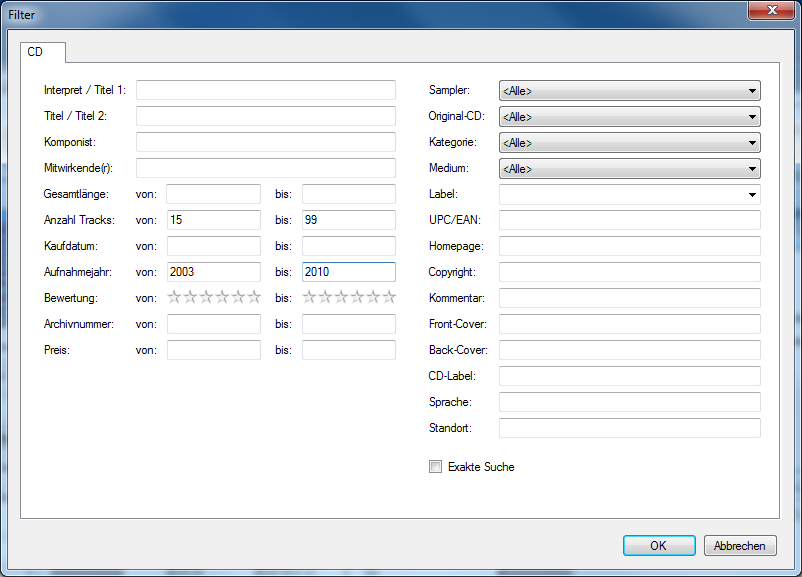 Filter
CD
Interpret / Titel 1:
Titel / Titel 2:
Komponist:
Mitwirkende(r):
Gesamtlänge: von: bis:
Anzahl Tracks: von: 15 bis: 99
Kaufdatum: von: bis:
Aufnahmejahr: von: 2003 bis: 2010
Bewertung: von: bis:
Archivnummer: von: bis:
Preis: von: bis:
Sampler: <Alle>
Original-CD: <Alle>
Kategorie: <Alle>
Medium: <Alle>
Label:
UPC/EAN:
Homepage:
Copyright:
Kommentar:
Front-Cover:
Back-Cover:
CD-Label:
Sprache:
Standort:
Exakte Suche
OK Abbrechen